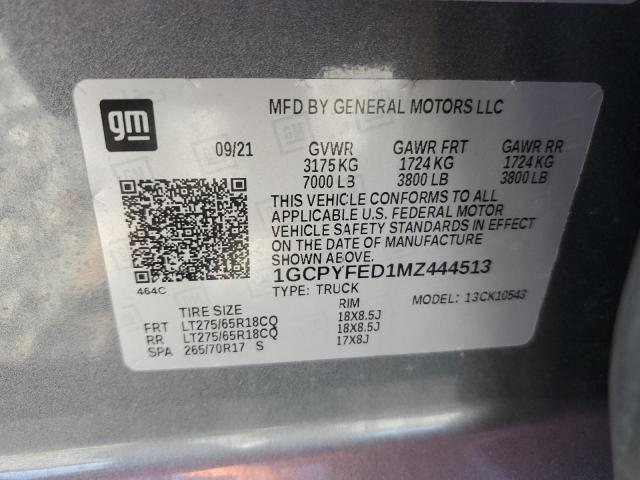 gm
MFD BY GENERAL MOTORS LLC
09/21 GVWR GAWR FRT GAWR RR
3175 KG 1724 KG 1724 KG
7000 LB 3800 LB 3800 LB
THIS VEHICLE CONFORMS TO ALL
APPLICABLE U.S. FEDERAL MOTOR
VEHICLE SAFETY STANDARDS IN EFFECT
ON THE DATE OF MANUFACTURE
SHOWN ABOVE.
1GCPYFED1MZ444513
464C
TYPE: TRUCK
MODEL: 13CK10543
TIRE SIZE RIM
FRT LT275/65R18CQ 18X8.5J
RR LT275/65R18CQ 18X8.5J
SPA 265/70R17 S 17X8J